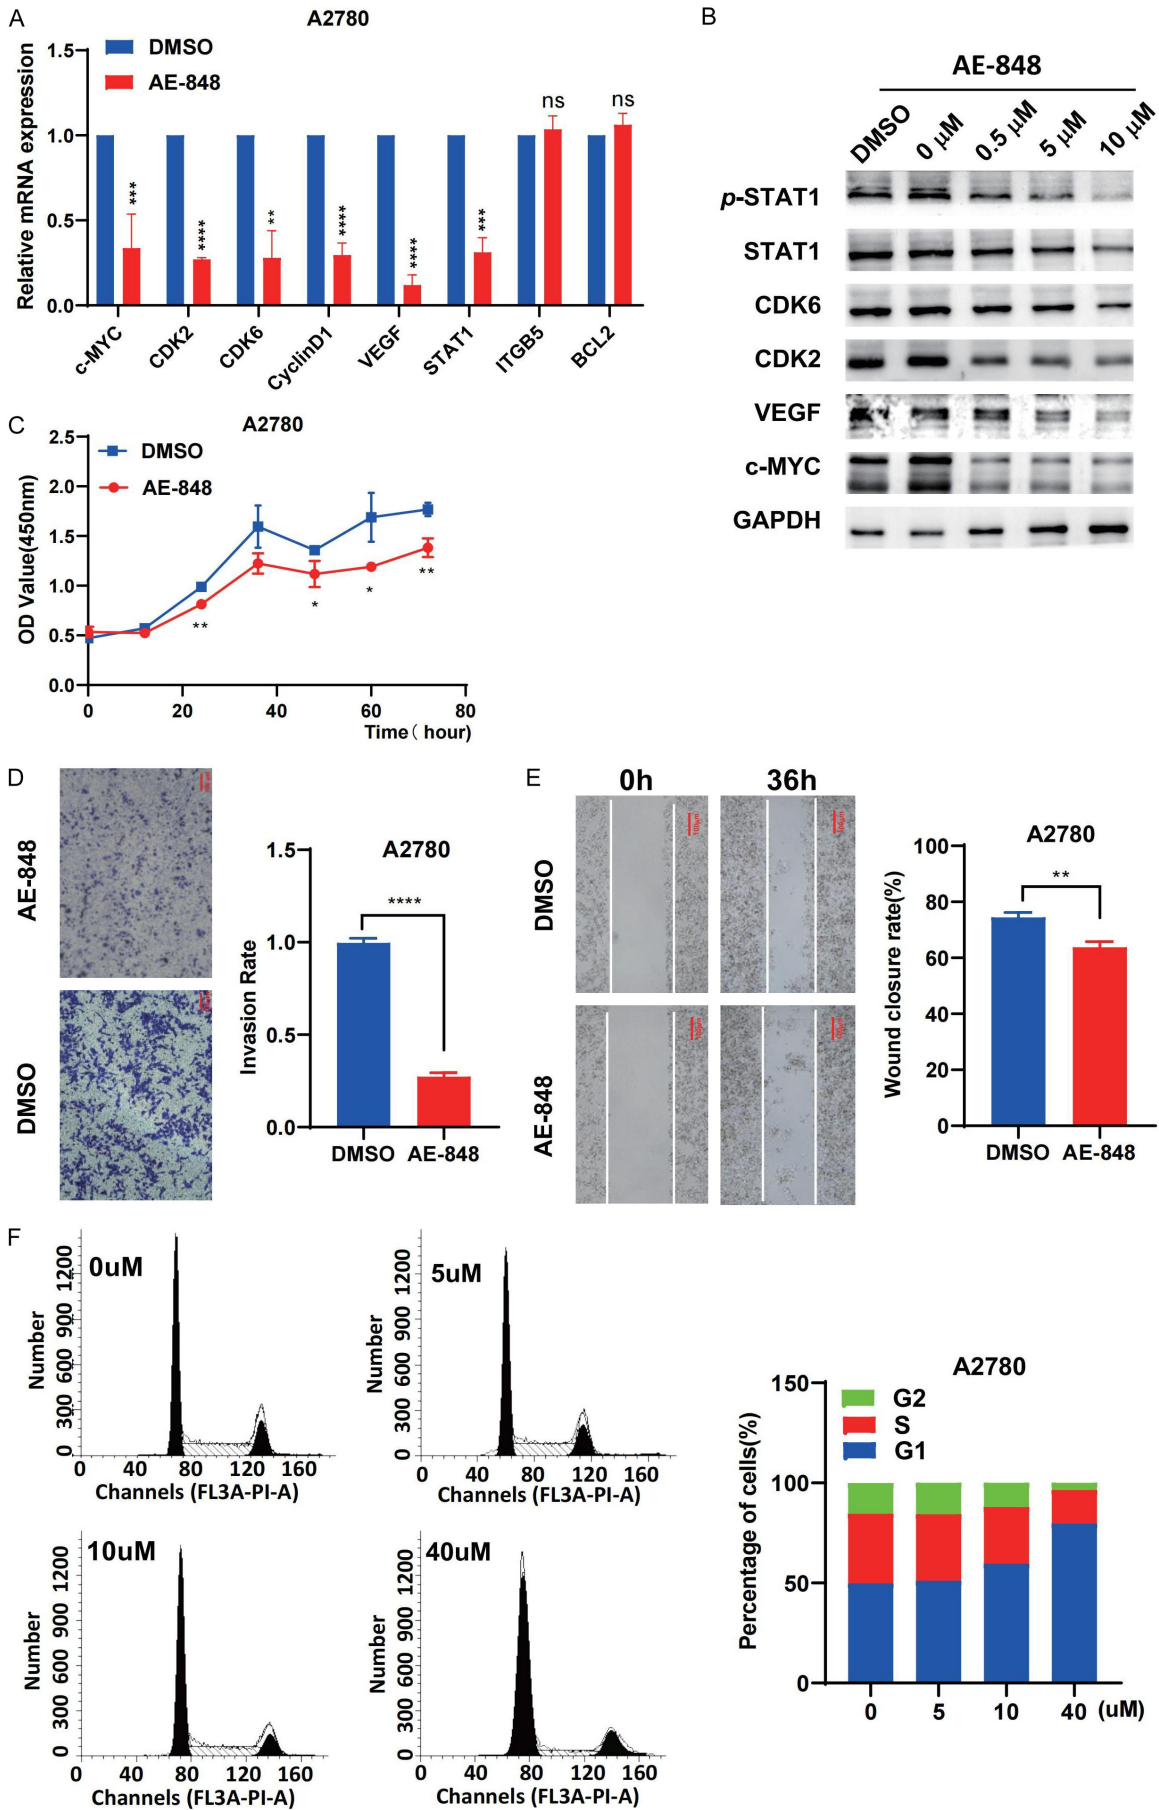 A
A2780
DMSO
AE-848
Relative mRNA expression
1.5
1.0
0.5
0.0
*** **** ** **** **** *** ns ns
c-MYC CDK2 CDK6 CyclinD1 VEGF STAT1 ITGB5 BCL2
B
AE-848
DMSO 0 μM 0.5 μM 5 μM 10 μM
p-STAT1
STAT1
CDK6
CDK2
VEGF
c-MYC
GAPDH
C
A2780
DMSO
AE-848
OD Value(450nm)
2.5
2.0
1.5
1.0
0.5
0.0
** * * **
0 20 40 60 80
Time( hour)
D
AE-848
DMSO
A2780
Invasion Rate
1.5
1.0
0.5
0.0
****
DMSO AE-848
E
0h 36h
DMSO
AE-848
A2780
Wound closure rate(%)
100
80
60
40
20
0
**
DMSO AE-848
F
0uM
Number
0 300 600 900 1200
0 40 80 120 160
Channels (FL3A-PI-A)
5uM
Number
0 300 600 900 1200
0 40 80 120 160
Channels (FL3A-PI-A)
10uM
Number
0 300 600 900 1200
0 40 80 120 160
Channels (FL3A-PI-A)
40uM
Number
0 300 600 900 1200
0 40 80 120 160
Channels (FL3A-PI-A)
A2780
G2
S
G1
Percentage of cells(%)
150
100
50
0
0 5 10 40 (uM)